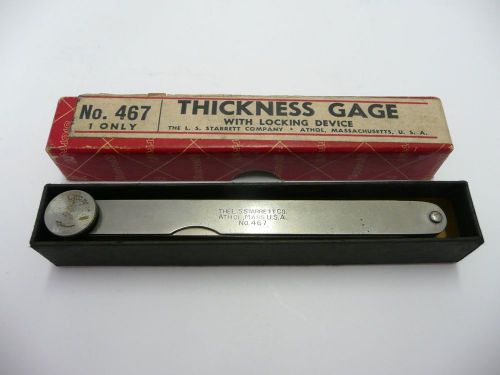 No. 467
1 ONLY
THICKNESS GAGE
WITH LOCKING DEVICE
THE L. S. STARRETT COMPANY • ATHOL, MASSACHUSETTS, U. S. A.
THE L.S. STARRETT CO.
ATHOL, MASS. U.S.A.
No. 467